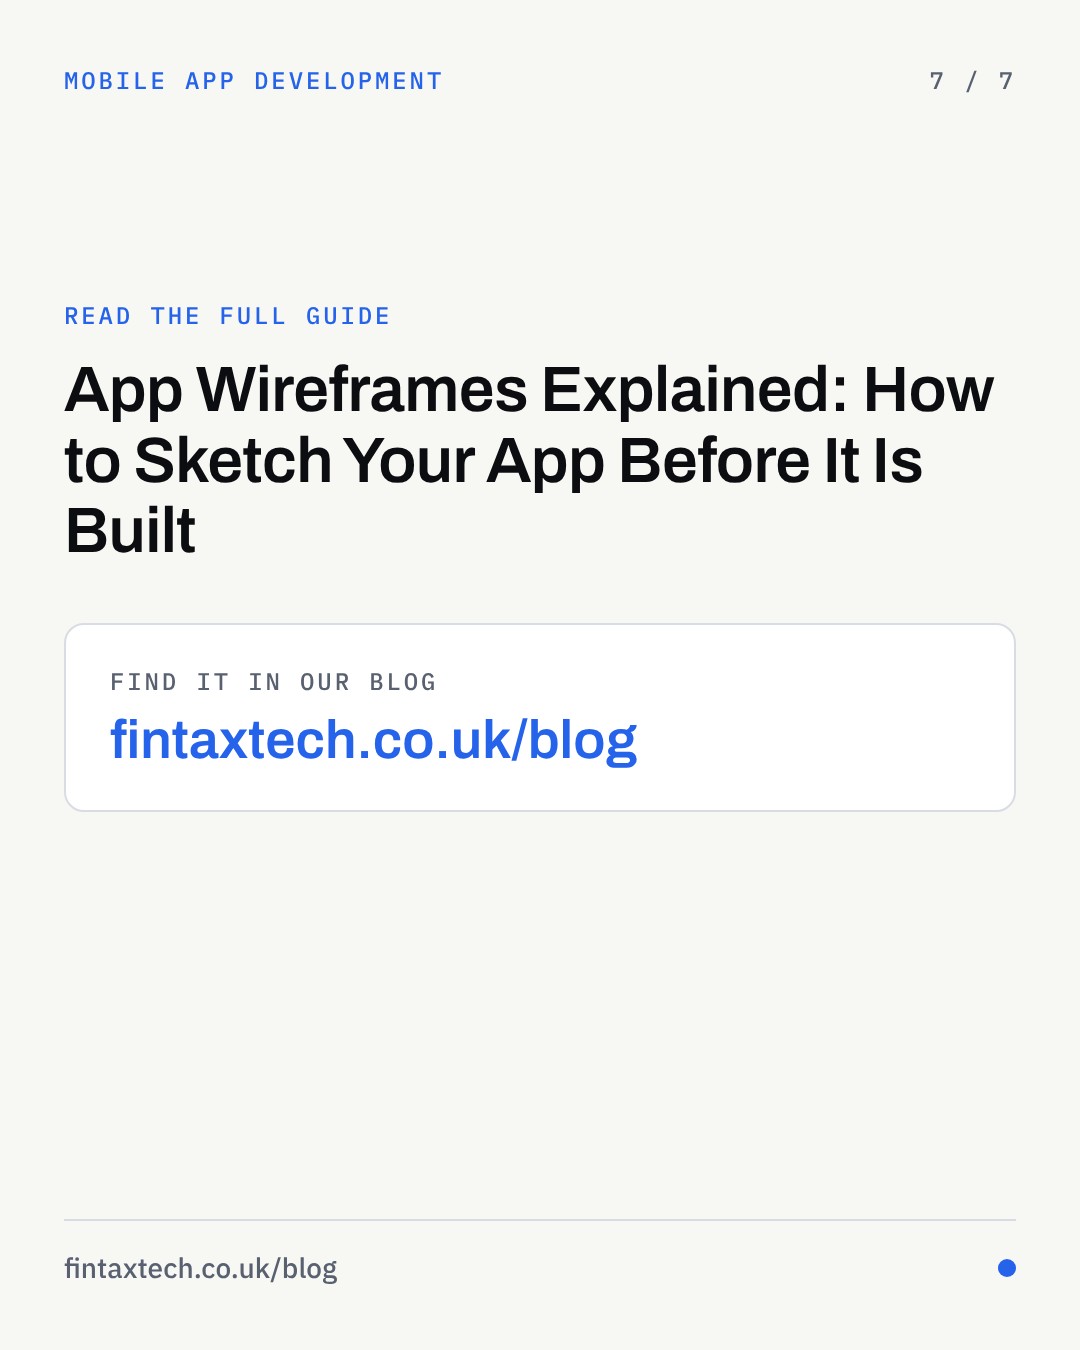 MOBILE APP DEVELOPMENT
7 / 7
READ THE FULL GUIDE
App Wireframes Explained: How
to Sketch Your App Before It Is
Built
FIND IT IN OUR BLOG
fintaxtech.co.uk/blog
fintaxtech.co.uk/blog